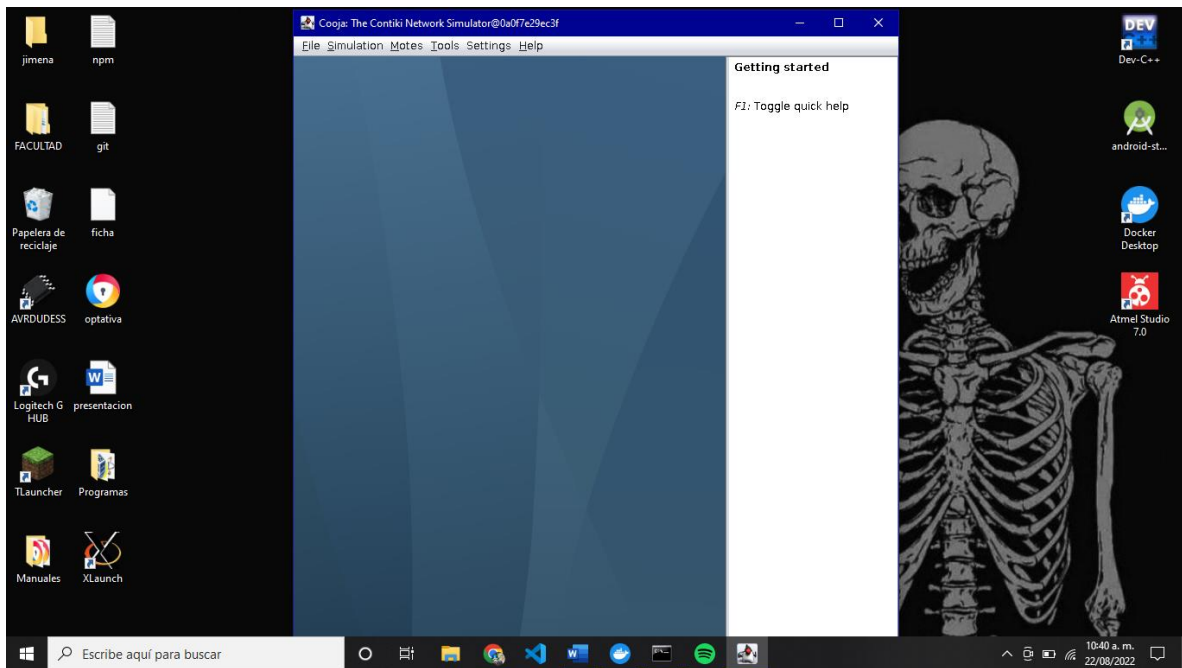 Cooja: The Contiki Network Simulator@0a0f7e29ec3f
File Simulation Motes Tools Settings Help
Getting started
F1: Toggle quick help
jimena
npm
FACULTAD
git
Papelera de
reciclaje
ficha
AVRDUDESS
optativa
Logitech G
HUB
W
presentacion
TLauncher
Programas
Manuales
XLaunch
DEV
C++
Dev-C++
android-st...
Docker
Desktop
Atmel Studio
7.0
Escribe aquí para buscar
10:40 a. m.
22/08/2022